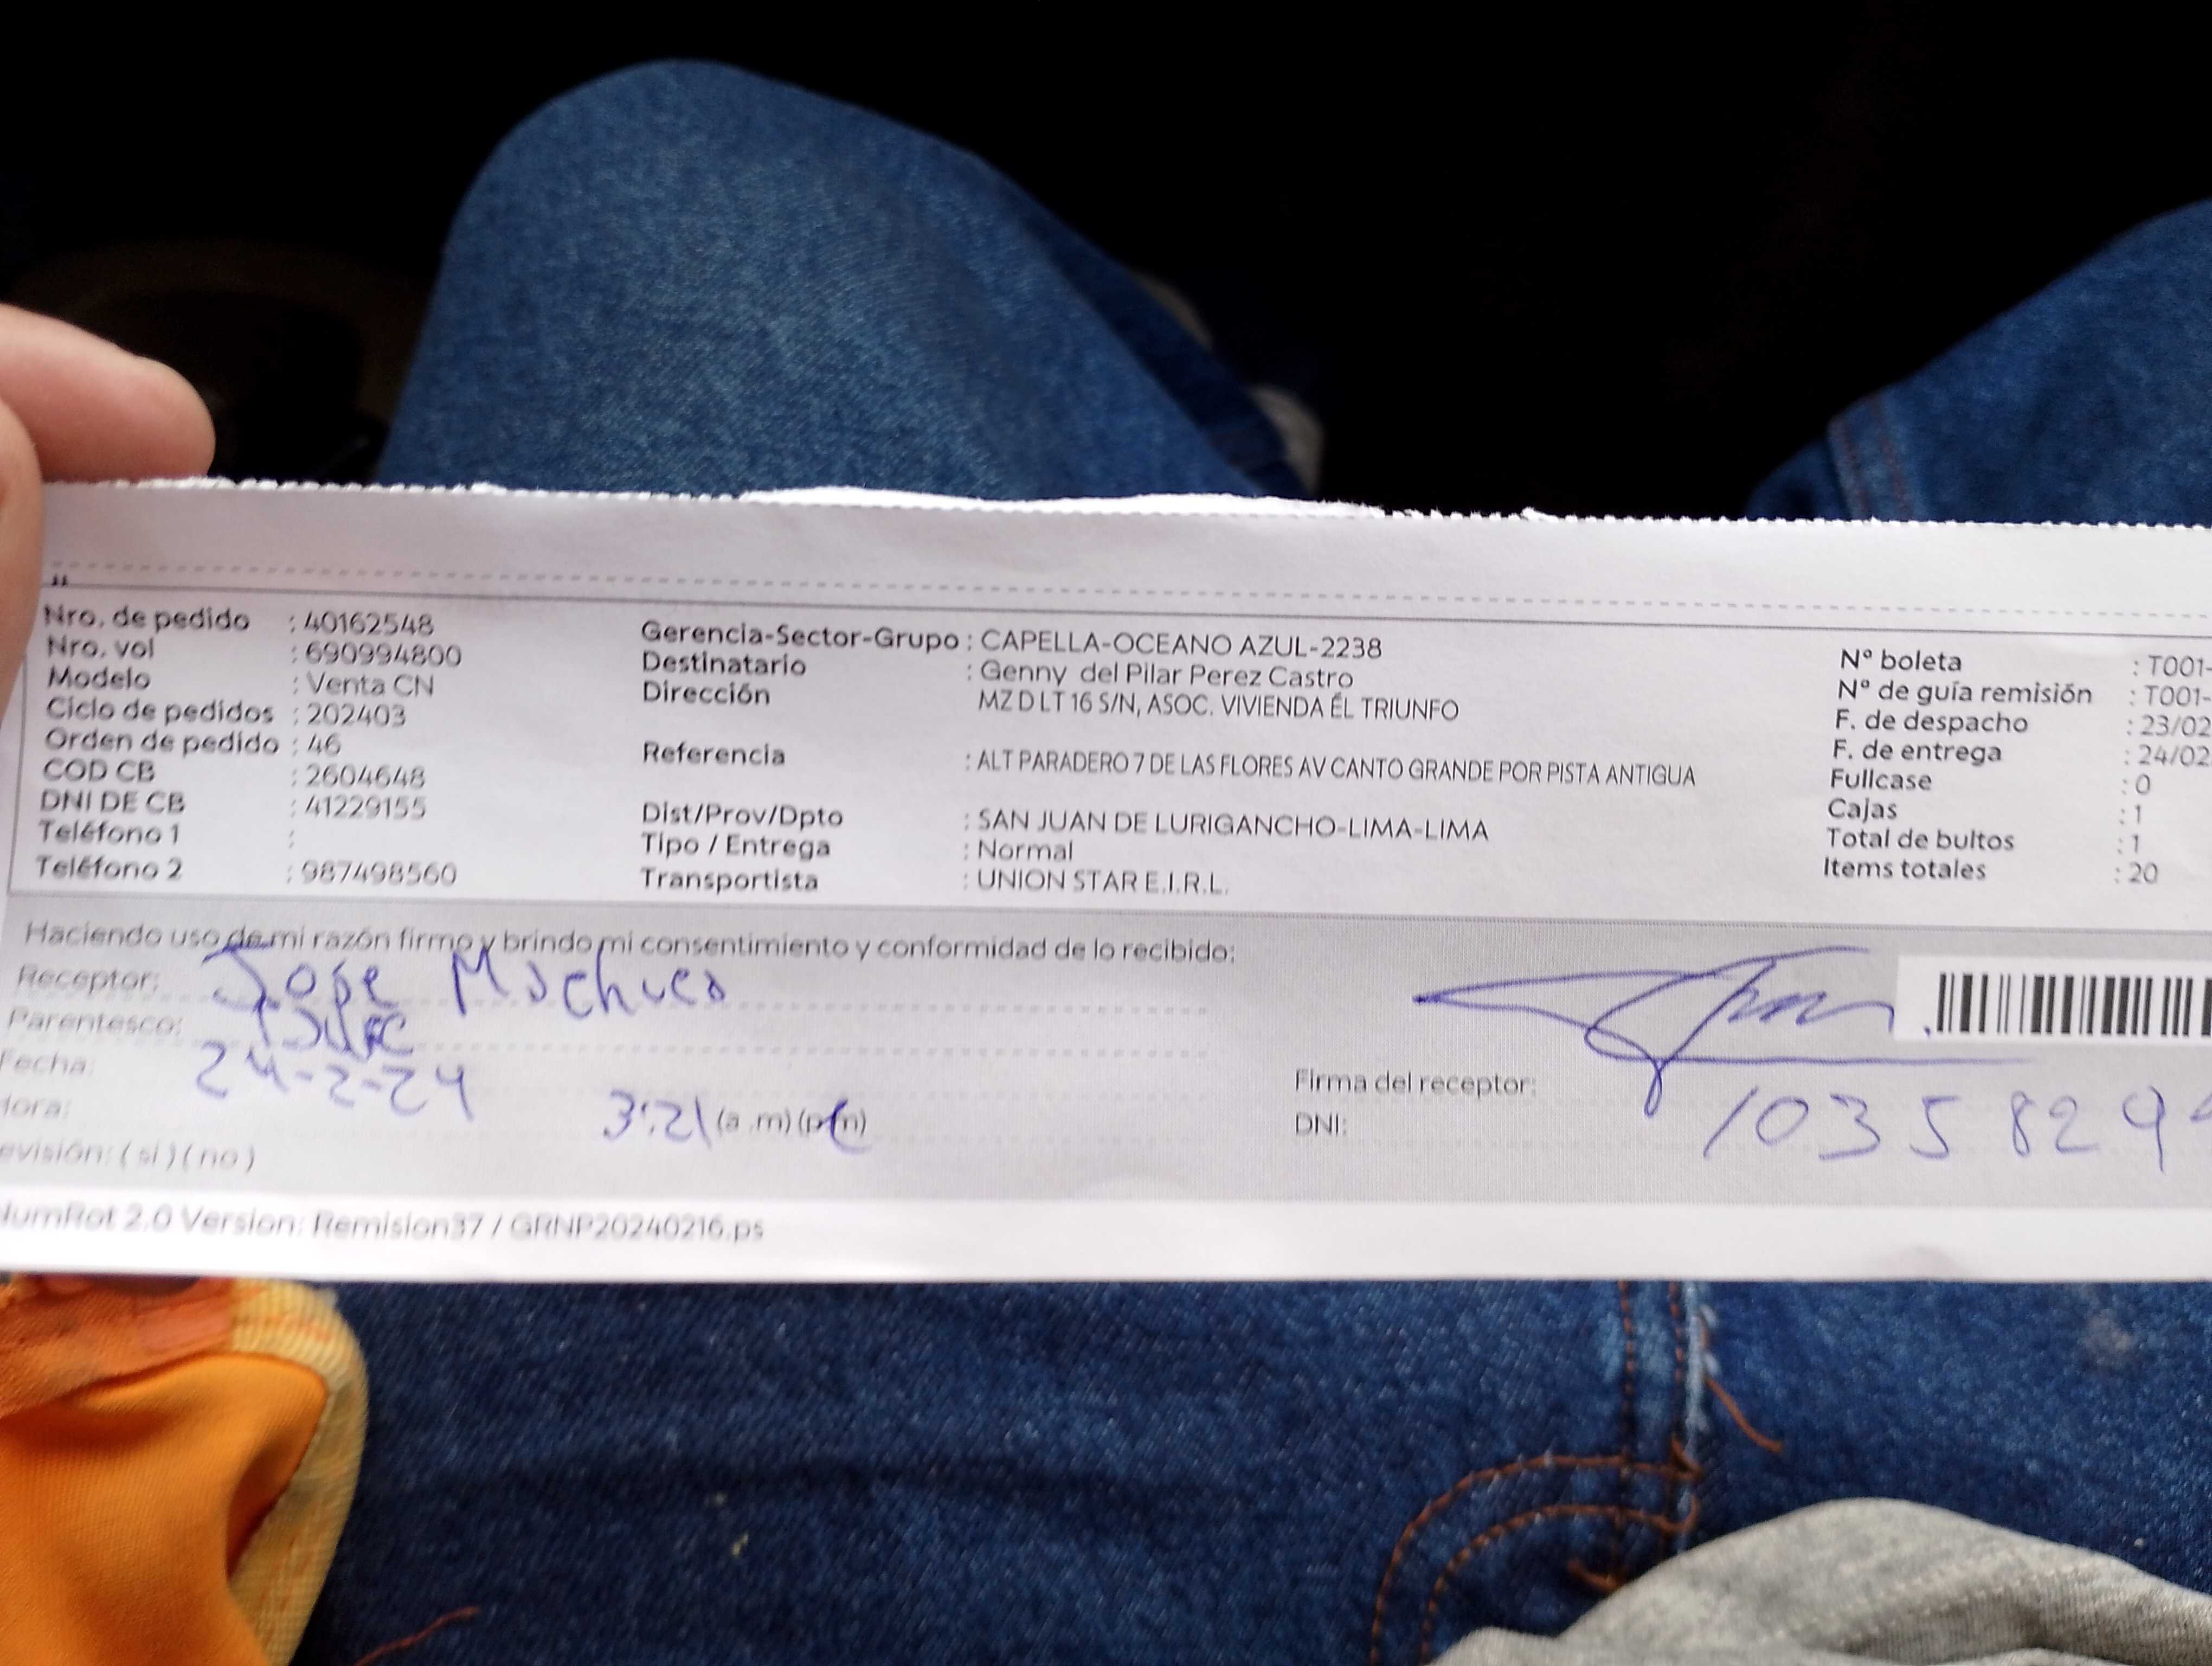 Nro. de pedido : 40162548
Nro. vol : 690994800
Modelo : Venta CN
Ciclo de pedidos : 202403
Orden de pedido : 46
COD CB : 2604648
DNI DE CB : 41229155
Teléfono 1 :
Teléfono 2 : 987498560
Gerencia-Sector-Grupo : CAPELLA-OCEANO AZUL-2238
Destinatario : Genny del Pilar Perez Castro
Dirección MZ D LT 16 S/N, ASOC. VIVIENDA ÉL TRIUNFO
Referencia : ALT PARADERO 7 DE LAS FLORES AV CANTO GRANDE POR PISTA ANTIGUA
Dist/Prov/Dpto : SAN JUAN DE LURIGANCHO-LIMA-LIMA
Tipo / Entrega : Normal
Transportista : UNION STAR E.I.R.L.
N° boleta : T001-
N° de guía remisión : T001-
F. de despacho : 23/02
F. de entrega : 24/02
Fullcase : 0
Cajas : 1
Total de bultos : 1
Items totales : 20
Haciendo uso de mi razón firmo y brindo mi consentimiento y conformidad de lo recibido:
Receptor: Jose Machuca
Parentesco:
Fecha: 24-2-24
Hora: 3:21 (a .m) (p.m)
evisión: ( si ) ( no )
Firma del receptor:
DNI: 1035829
NumRot 2.0 Version: Remision37 / GRNP20240216.ps